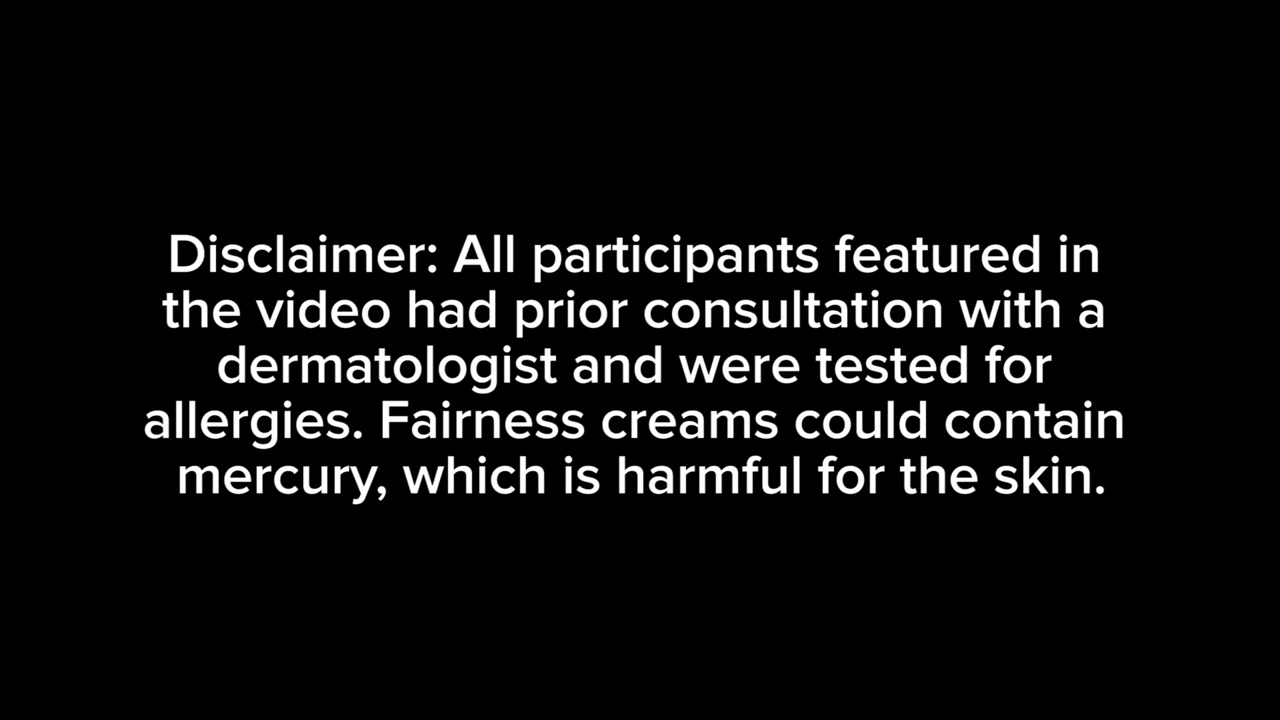 Disclaimer: All participants featured in
the video had prior consultation with a
dermatologist and were tested for
allergies. Fairness creams could contain
mercury, which is harmful for the skin.